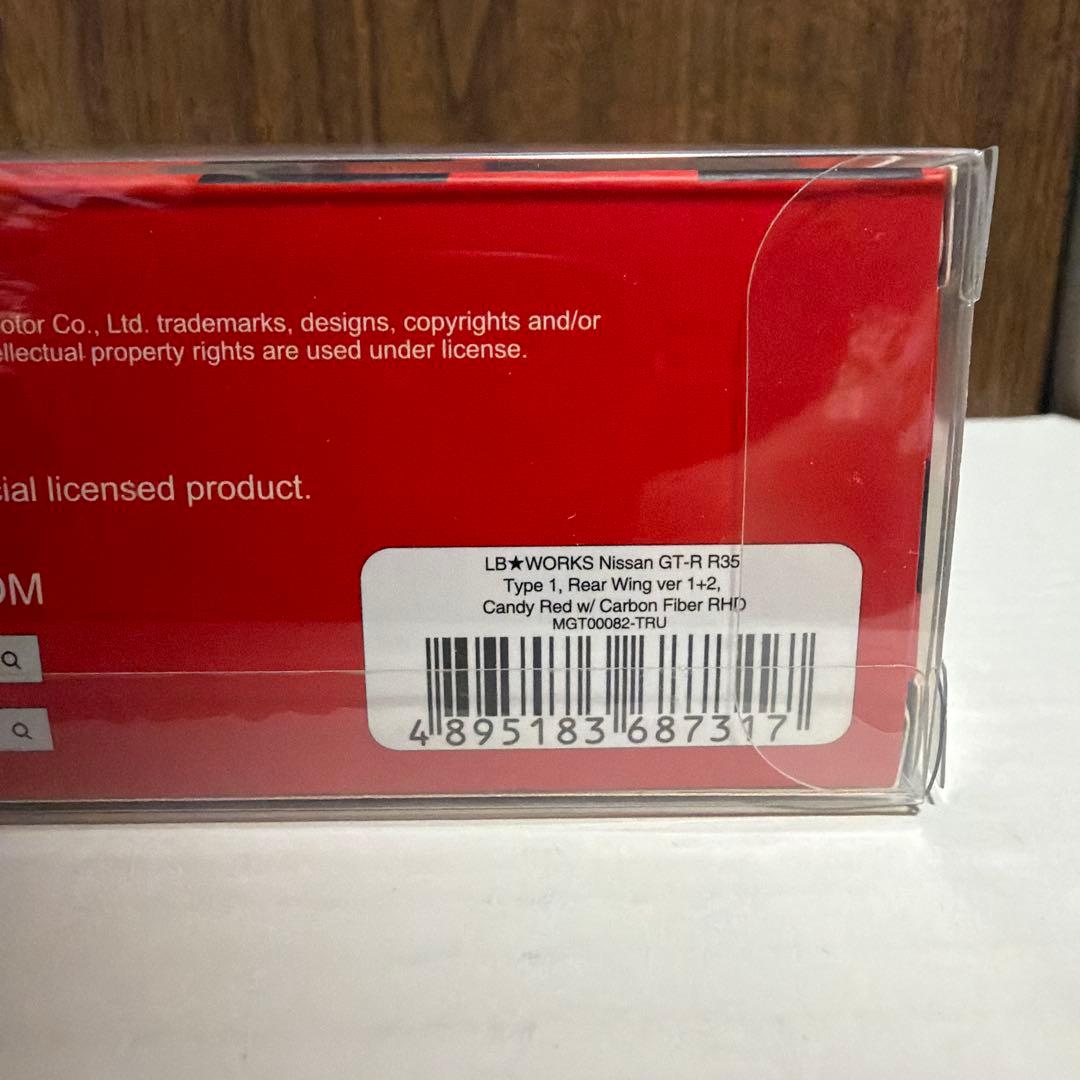 otor Co., Ltd. trademarks, designs, copyrights and/or
ellectual property rights are used under license.
cial licensed product.
OM
LB★WORKS Nissan GT-R R35
Type 1, Rear Wing ver 1+2,
Candy Red w/ Carbon Fiber RHD
MGT00082-TRU
4 895183 687317